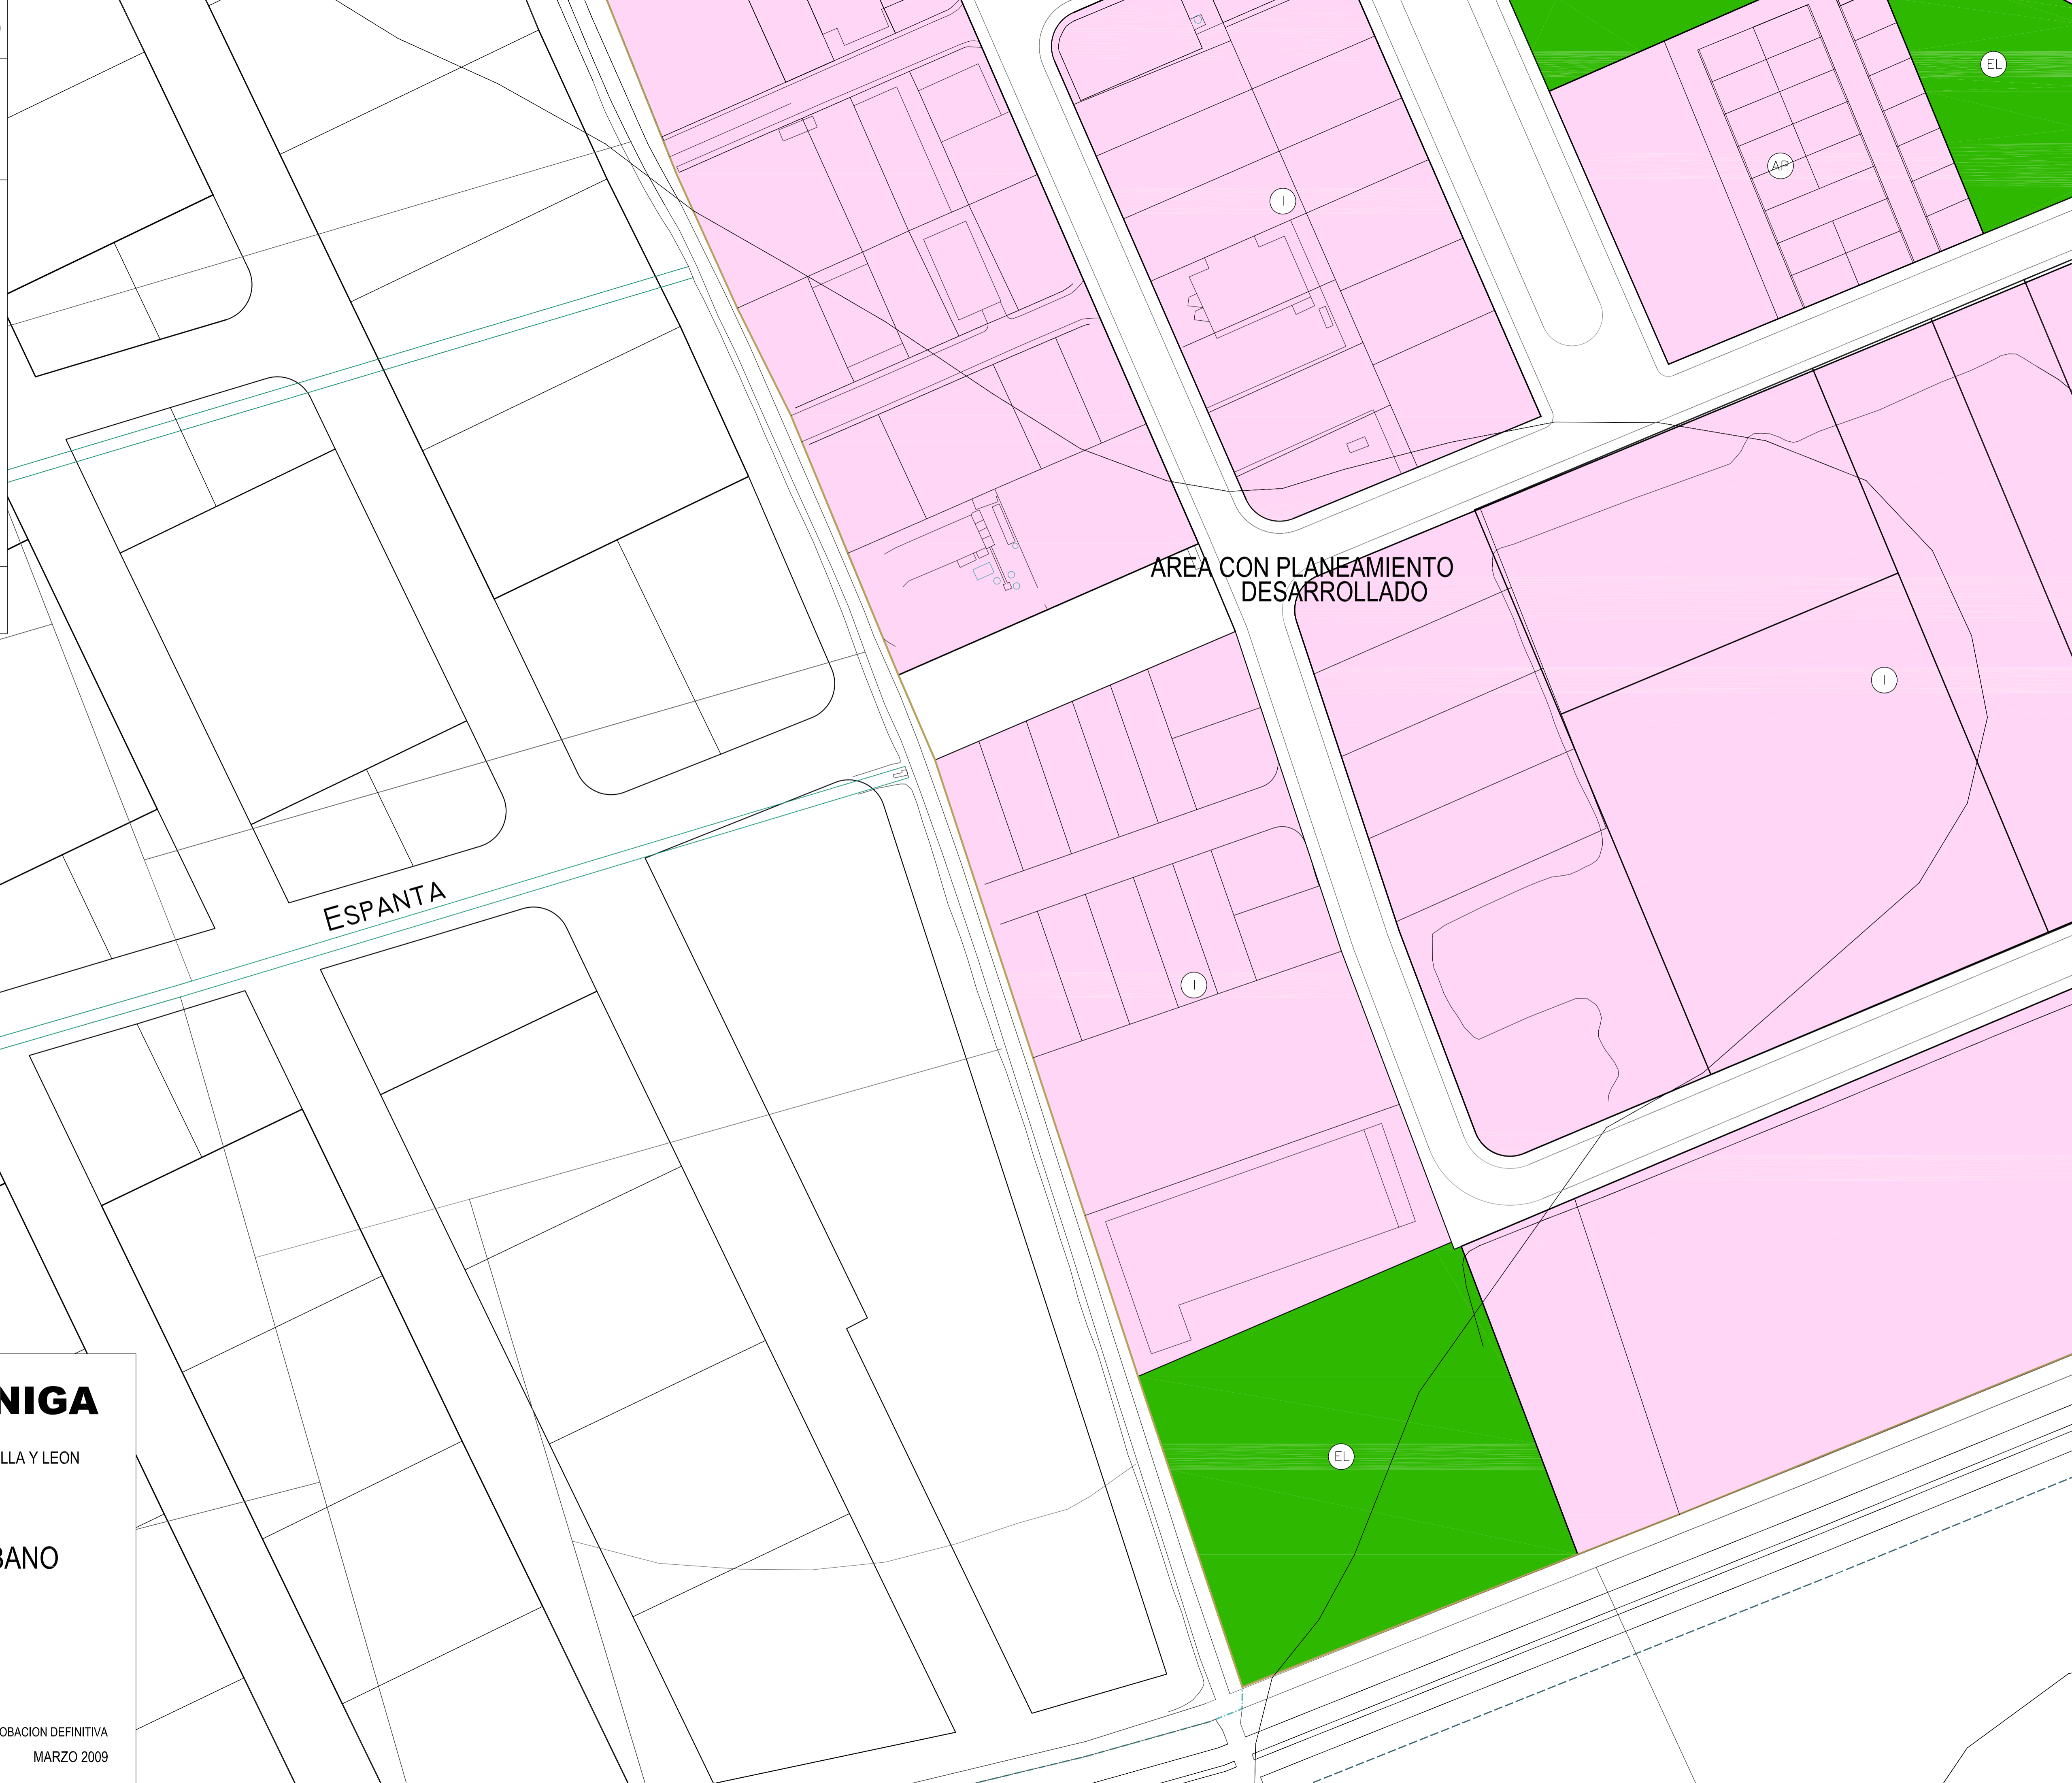 EL
AP
I
AREA CON PLANEAMIENTO
DESARROLLADO
I
ESPANTA
I
EL
NIGA
LLA Y LEON
BANO
OBACION DEFINITIVA
MARZO 2009